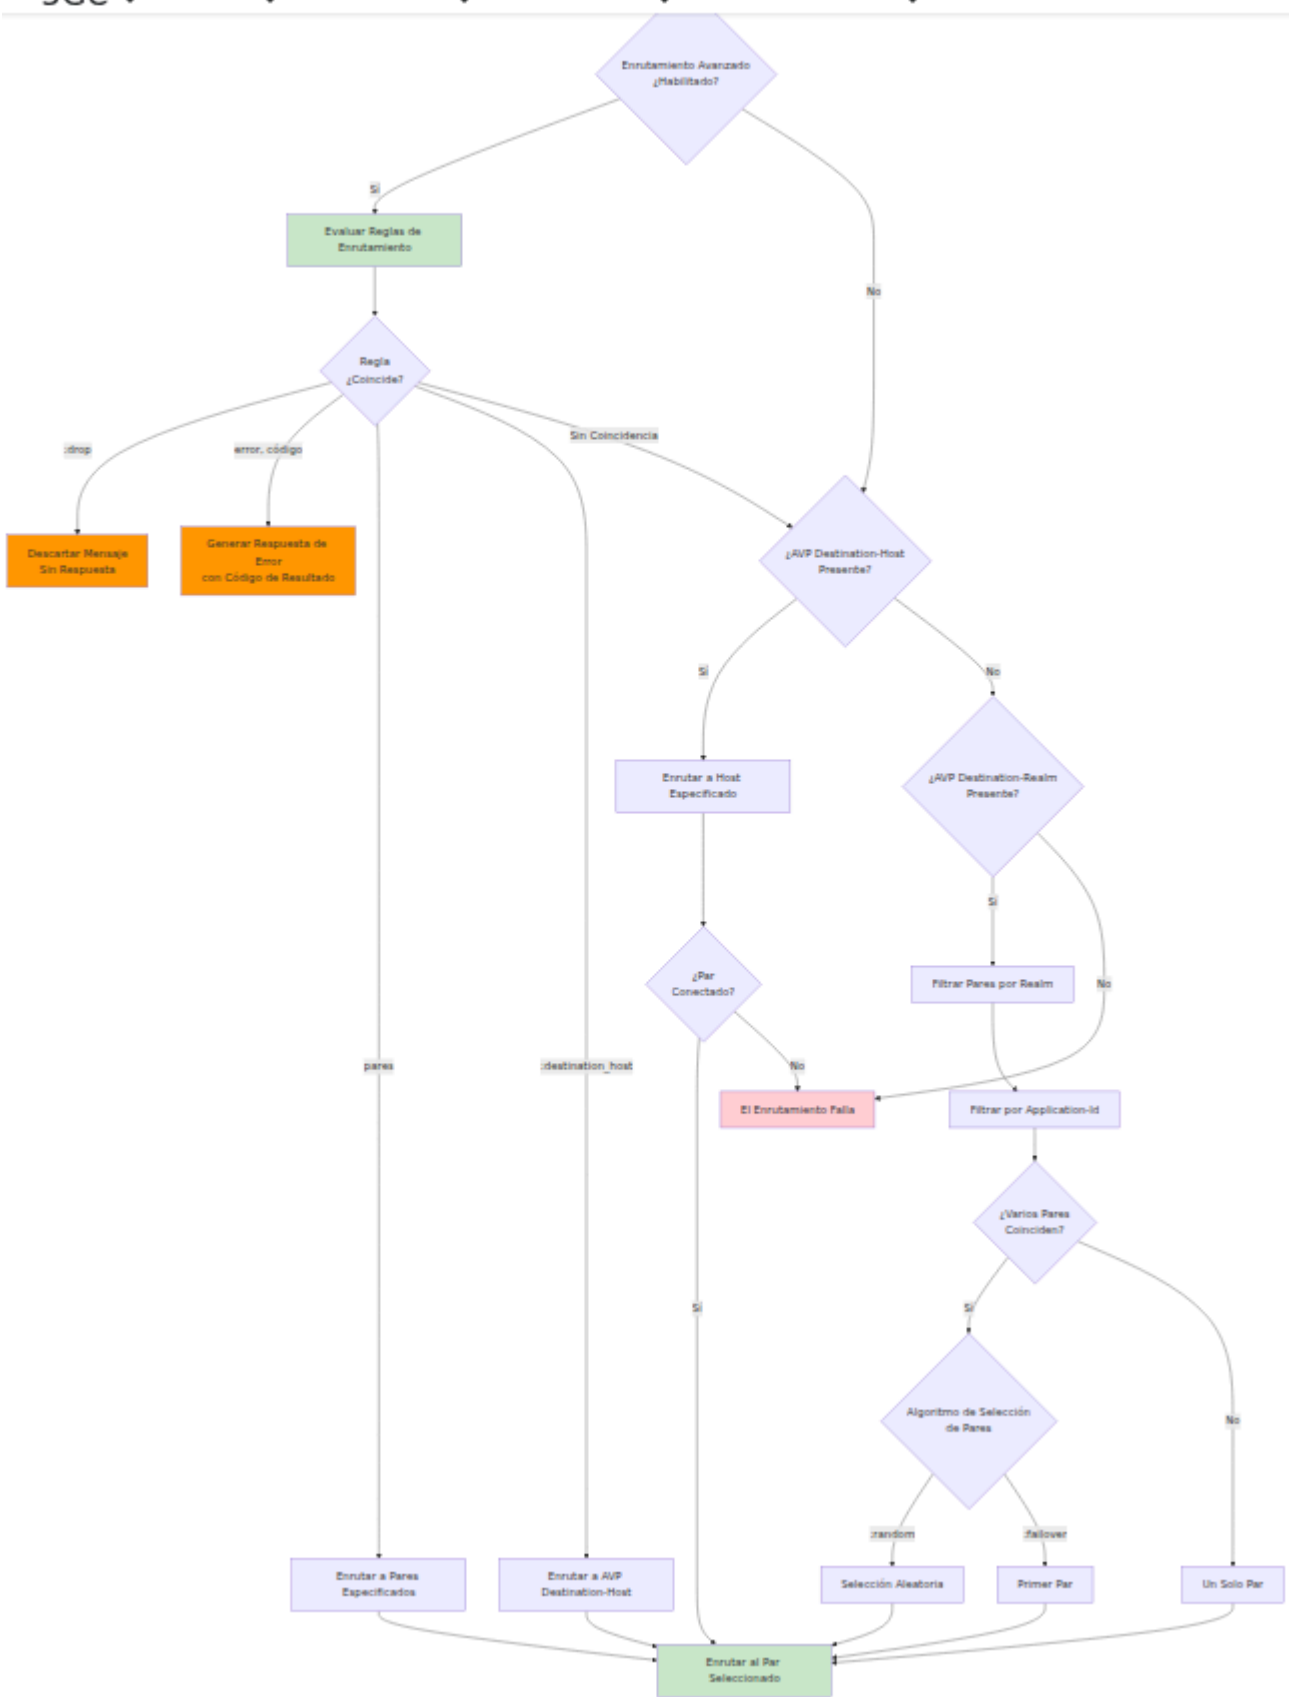 Enrutamiento Avanzado
¿Habilitado?
Sí
Evaluar Reglas de
Enrutamiento
No
Regla
¿Coincide?
:drop
error, código
Sin Coincidencia
Descartar Mensaje
Sin Respuesta
Generar Respuesta de
Error
con Código de Resultado
¿AVP Destination-Host
Presente?
Sí
No
Enrutar a Host
Especificado
¿AVP Destination-Realm
Presente?
Sí
¿Par
Conectado?
Filtrar Pares por Realm
No
pares
:destination_host
No
El Enrutamiento Falla
Filtrar por Application-Id
¿Varios Pares
Coinciden?
Sí
Sí
Algoritmo de Selección
de Pares
No
:random
:failover
Enrutar a Pares
Especificados
Enrutar a AVP
Destination-Host
Selección Aleatoria
Primer Par
Un Solo Par
Enrutar al Par
Seleccionado